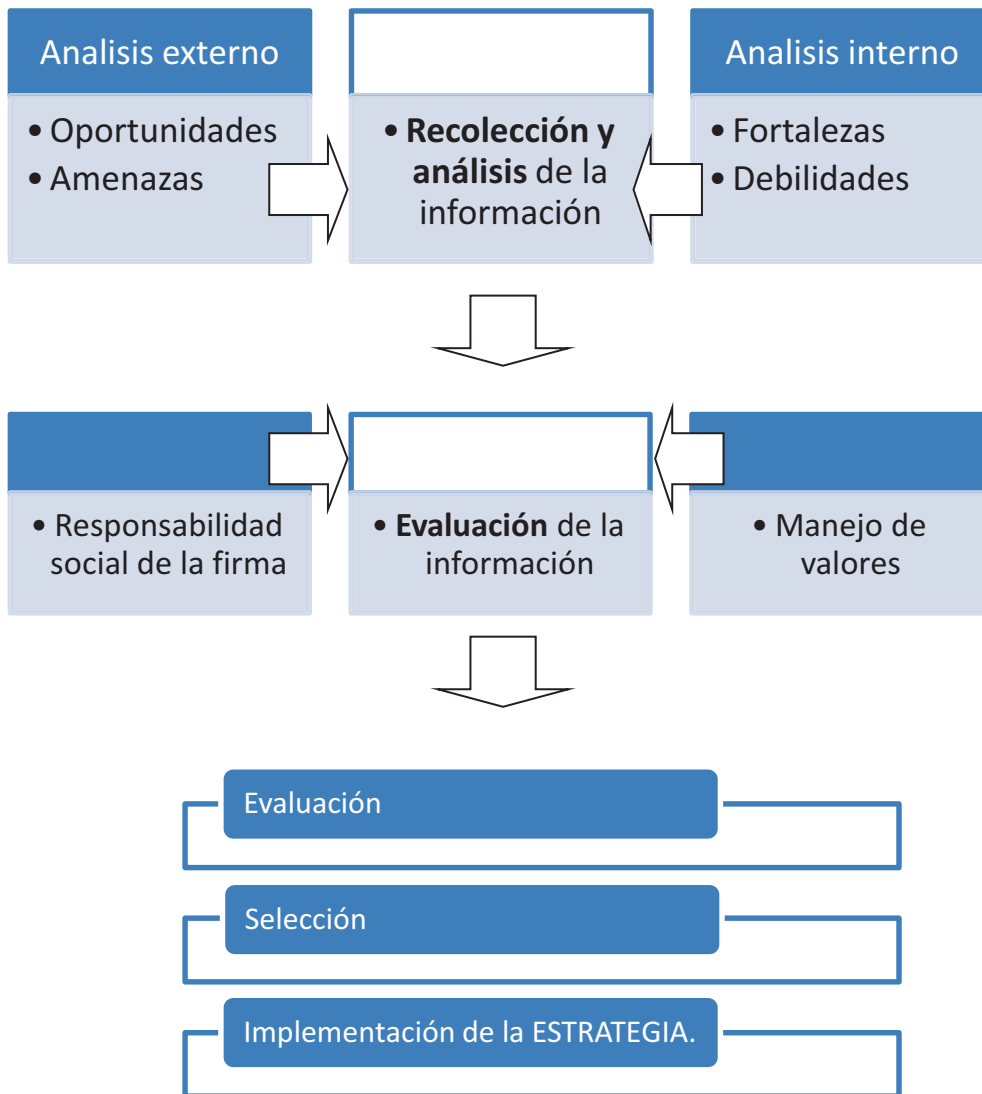 Analisis externo
• Oportunidades
• Amenazas
• Recolección y
análisis de la
información
Analisis interno
• Fortalezas
• Debilidades
• Responsabilidad
social de la firma
• Evaluación de la
información
• Manejo de
valores
Evaluación
Selección
Implementación de la ESTRATEGIA.